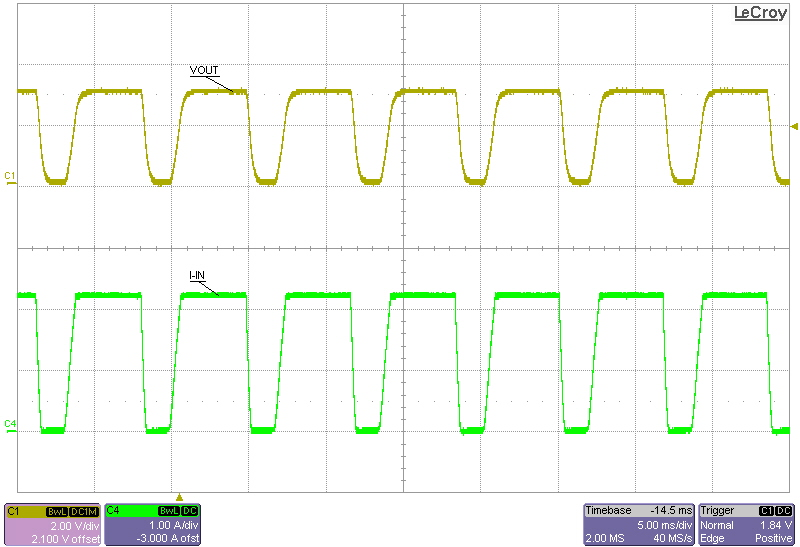 LeCroy
VOUT
C1
I-IN
C4
C1 BwL DC1M
2.00 V/div
2.100 V offset
C4 BwL DC
1.00 A/div
-3.000 A ofst
Timebase -14.5 ms
5.00 ms/div
2.00 MS 40 MS/s
Trigger C1 DC
Normal 1.84 V
Edge Positive